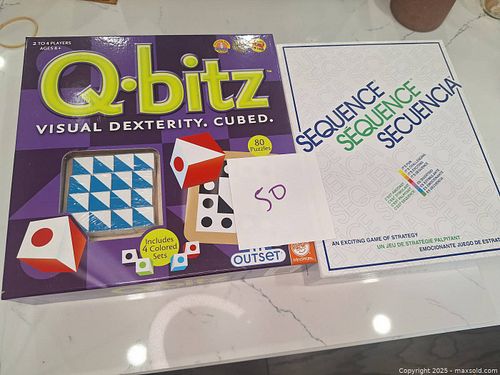 2 TO 4 PLAYERS
AGES 8+
Q·bitz™
VISUAL DEXTERITY. CUBED.
80
Puzzles
Includes
4 Colored
Sets
50
OUTSET
SEQUENCE
SEQUENCE
SECUENCIA
AN EXCITING GAME OF STRATEGY
UN JEU DE STRATÉGIE PALPITANT
EMOCIONANTE JUEGO DE ESTRAT
Copyright 2025 - maxsold.com